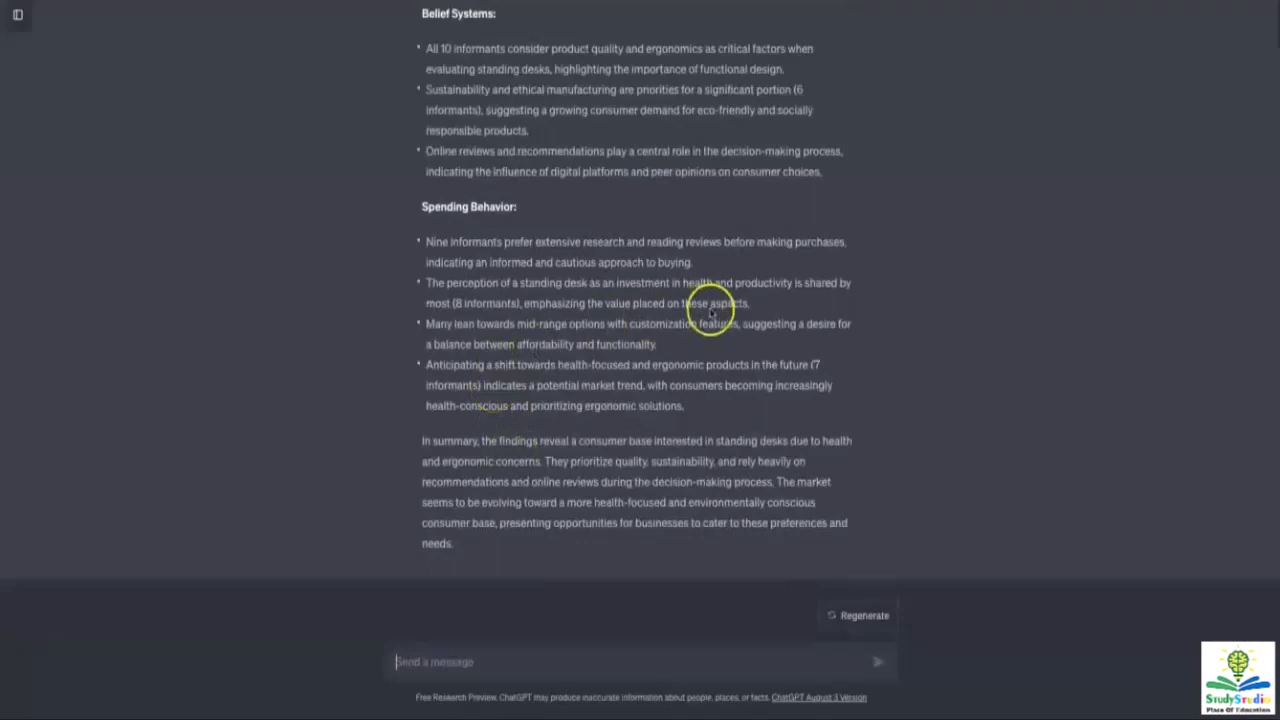 Belief Systems:
• All 10 informants consider product quality and ergonomics as critical factors when
evaluating standing desks, highlighting the importance of functional design.
• Sustainability and ethical manufacturing are priorities for a significant portion (6
informants), suggesting a growing consumer demand for eco-friendly and socially
responsible products.
• Online reviews and recommendations play a central role in the decision-making process,
indicating the influence of digital platforms and peer opinions on consumer choices.
Spending Behavior:
• Nine informants prefer extensive research and reading reviews before making purchases,
indicating an informed and cautious approach to buying.
• The perception of a standing desk as an investment in health and productivity is shared by
most (8 informants), emphasizing the value placed on these aspects.
• Many lean towards mid-range options with customization features, suggesting a desire for
a balance between affordability and functionality.
• Anticipating a shift towards health-focused and ergonomic products in the future (7
informants) indicates a potential market trend, with consumers becoming increasingly
health-conscious and prioritizing ergonomic solutions.
In summary, the findings reveal a consumer base interested in standing desks due to health
and ergonomic concerns. They prioritize quality, sustainability, and rely heavily on
recommendations and online reviews during the decision-making process. The market
seems to be evolving toward a more health-focused and environmentally conscious
consumer base, presenting opportunities for businesses to cater to these preferences and
needs.
Regenerate
Send a message
Free Research Preview. ChatGPT may produce inaccurate information about people, places, or facts. ChatGPT August 3 Version
StudyStudio
Place Of Education